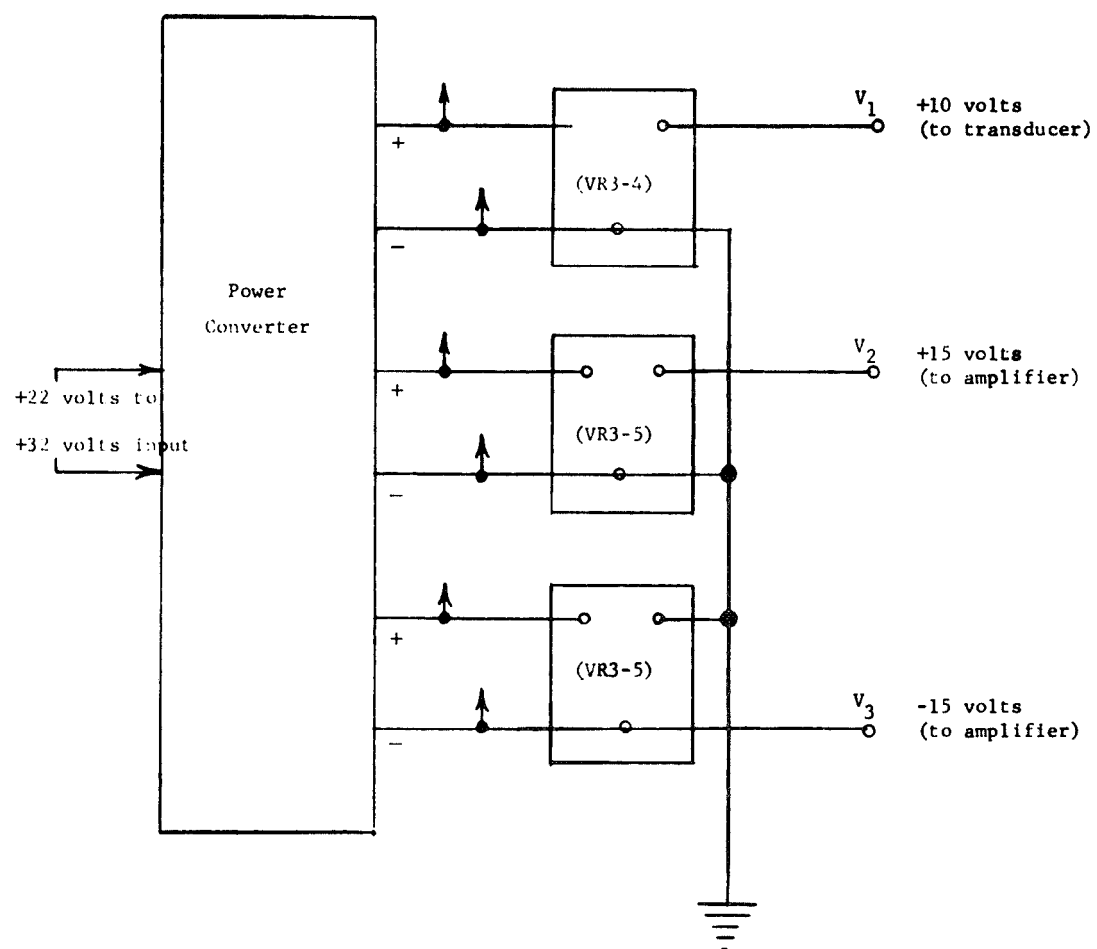 V1
+10 volts
(to transducer)
+
(VR3-4)
−
Power
Converter
V2
+15 volts
(to amplifier)
+
+22 volts to
+32 volts input
(VR3-5)
−
+
(VR3-5)
V3
-15 volts
(to amplifier)
−